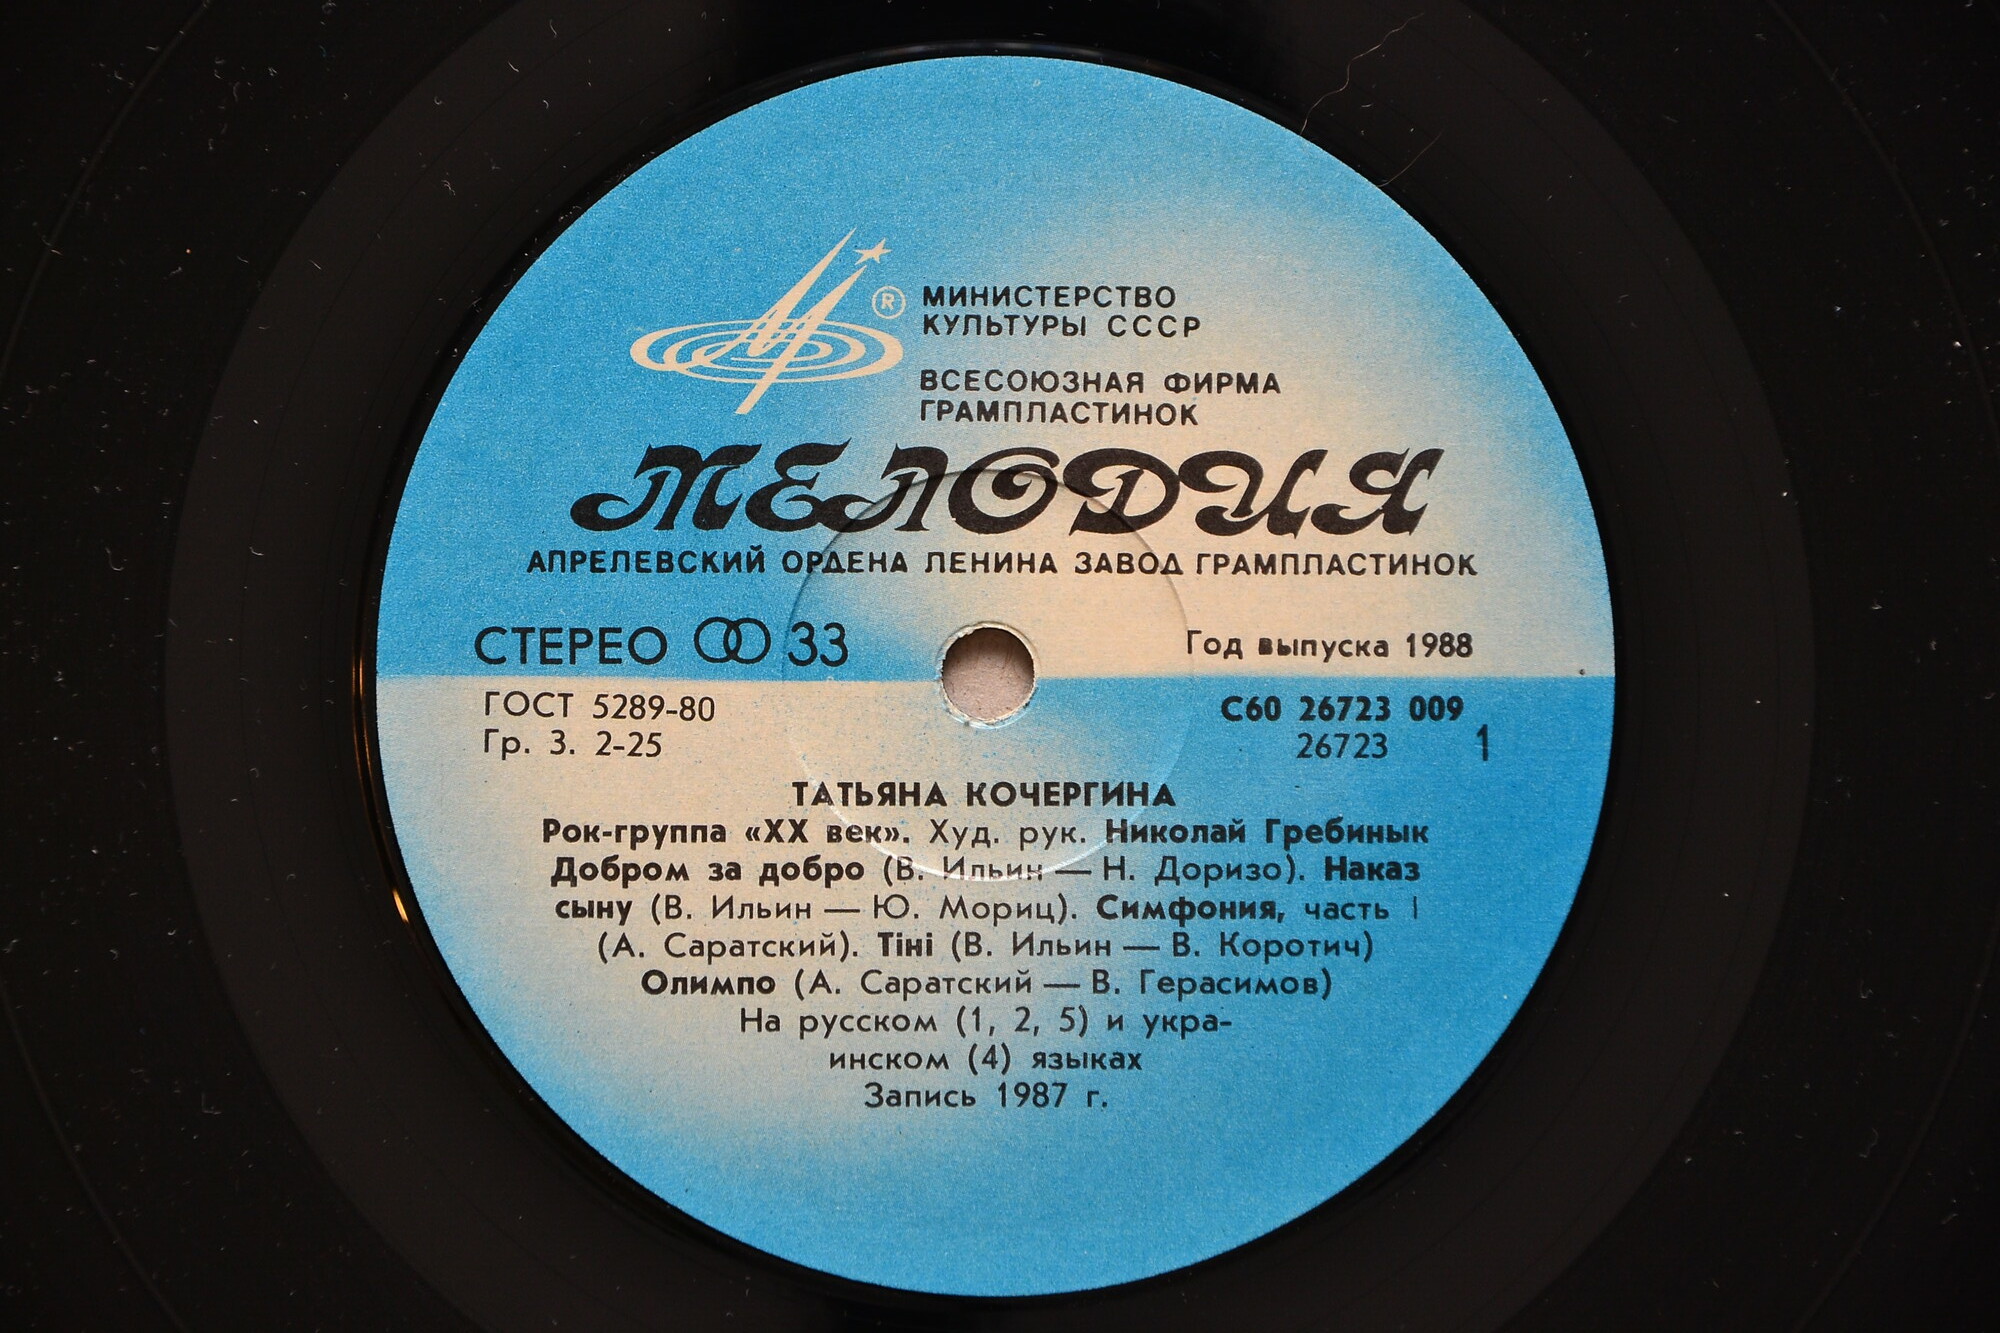 ® МИНИСТЕРСТВО
КУЛЬТУРЫ СССР
ВСЕСОЮЗНАЯ ФИРМА
ГРАМПЛАСТИНОК
МЕЛОДИЯ
АПРЕЛЕВСКИЙ ОРДЕНА ЛЕНИНА ЗАВОД ГРАМПЛАСТИНОК
СТЕРЕО 33 Год выпуска 1988
ГОСТ 5289-80 С60 26723 009
Гр. 3. 2-25 26723 1
ТАТЬЯНА КОЧЕРГИНА
Рок-группа «ХХ век». Худ. рук. Николай Гребинык
Добром за добро (В. Ильин — Н. Доризо). Наказ
сыну (В. Ильин — Ю. Мориц). Симфония, часть I
(А. Саратский). Тіні (В. Ильин — В. Коротич)
Олимпо (А. Саратский — В. Герасимов)
На русском (1, 2, 5) и укра-
инском (4) языках
Запись 1987 г.